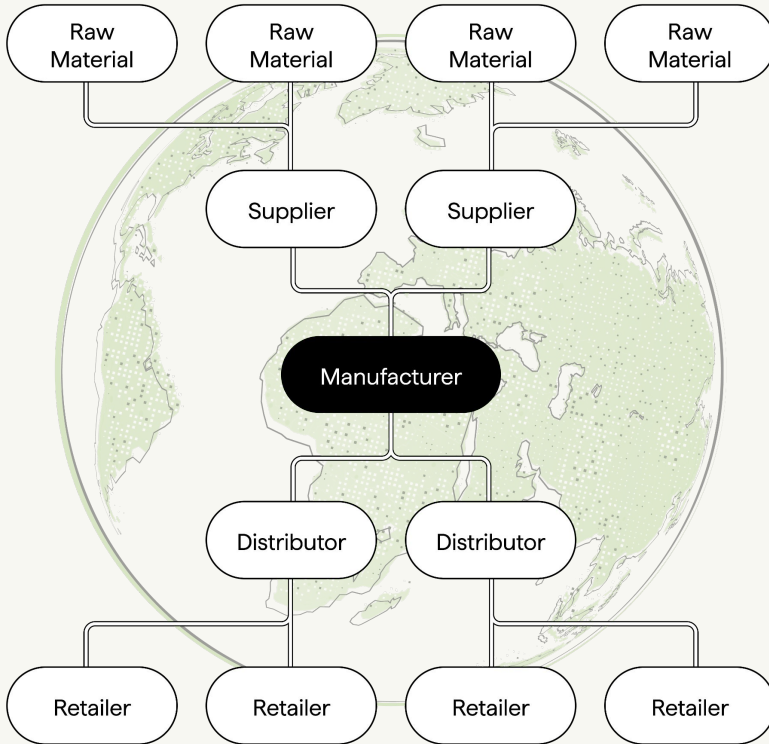 Raw
Material
Raw
Material
Raw
Material
Raw
Material
Supplier
Supplier
Manufacturer
Distributor
Distributor
Retailer
Retailer
Retailer
Retailer